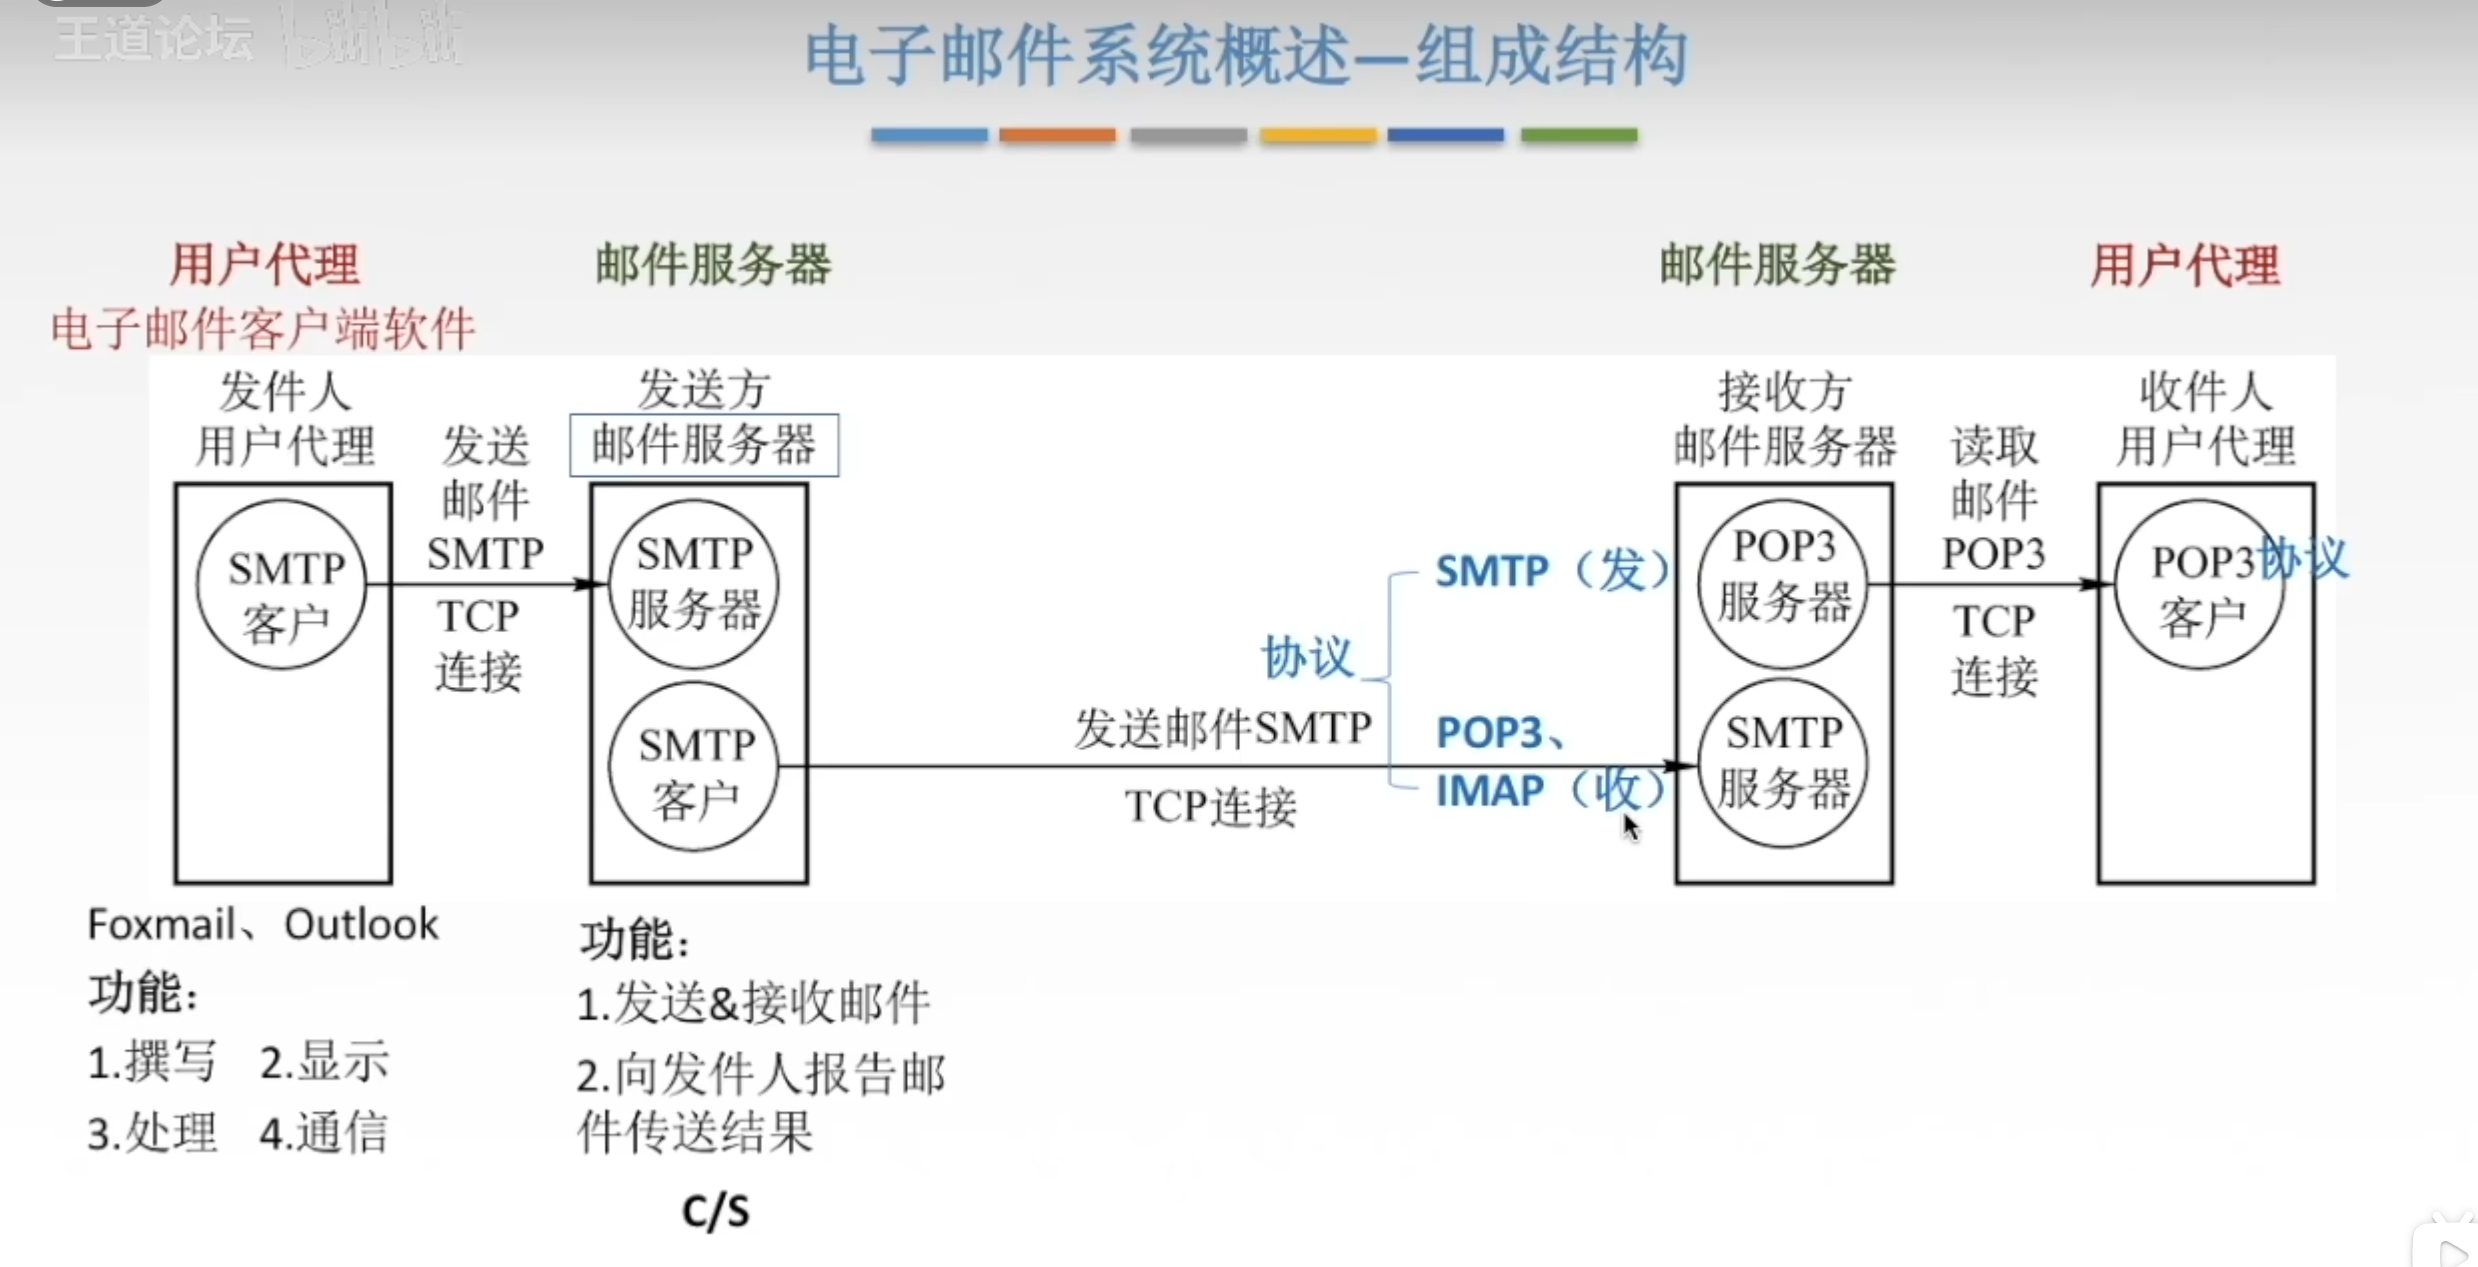 王道论坛 bilibili
电子邮件系统概述—组成结构
用户代理
电子邮件客户端软件
邮件服务器
邮件服务器
用户代理
发件人
用户代理
发送
邮件
SMTP
TCP
连接
SMTP
客户
发送方
邮件服务器
SMTP
服务器
SMTP
客户
发送邮件SMTP
TCP连接
协议
SMTP（发）
POP3、
IMAP（收）
接收方
邮件服务器
POP3
服务器
SMTP
服务器
读取
邮件
POP3
TCP
连接
收件人
用户代理
POP3
客户
协议
Foxmail、Outlook
功能：
1.撰写 2.显示
3.处理 4.通信
功能：
1.发送&接收邮件
2.向发件人报告邮
件传送结果
C/S